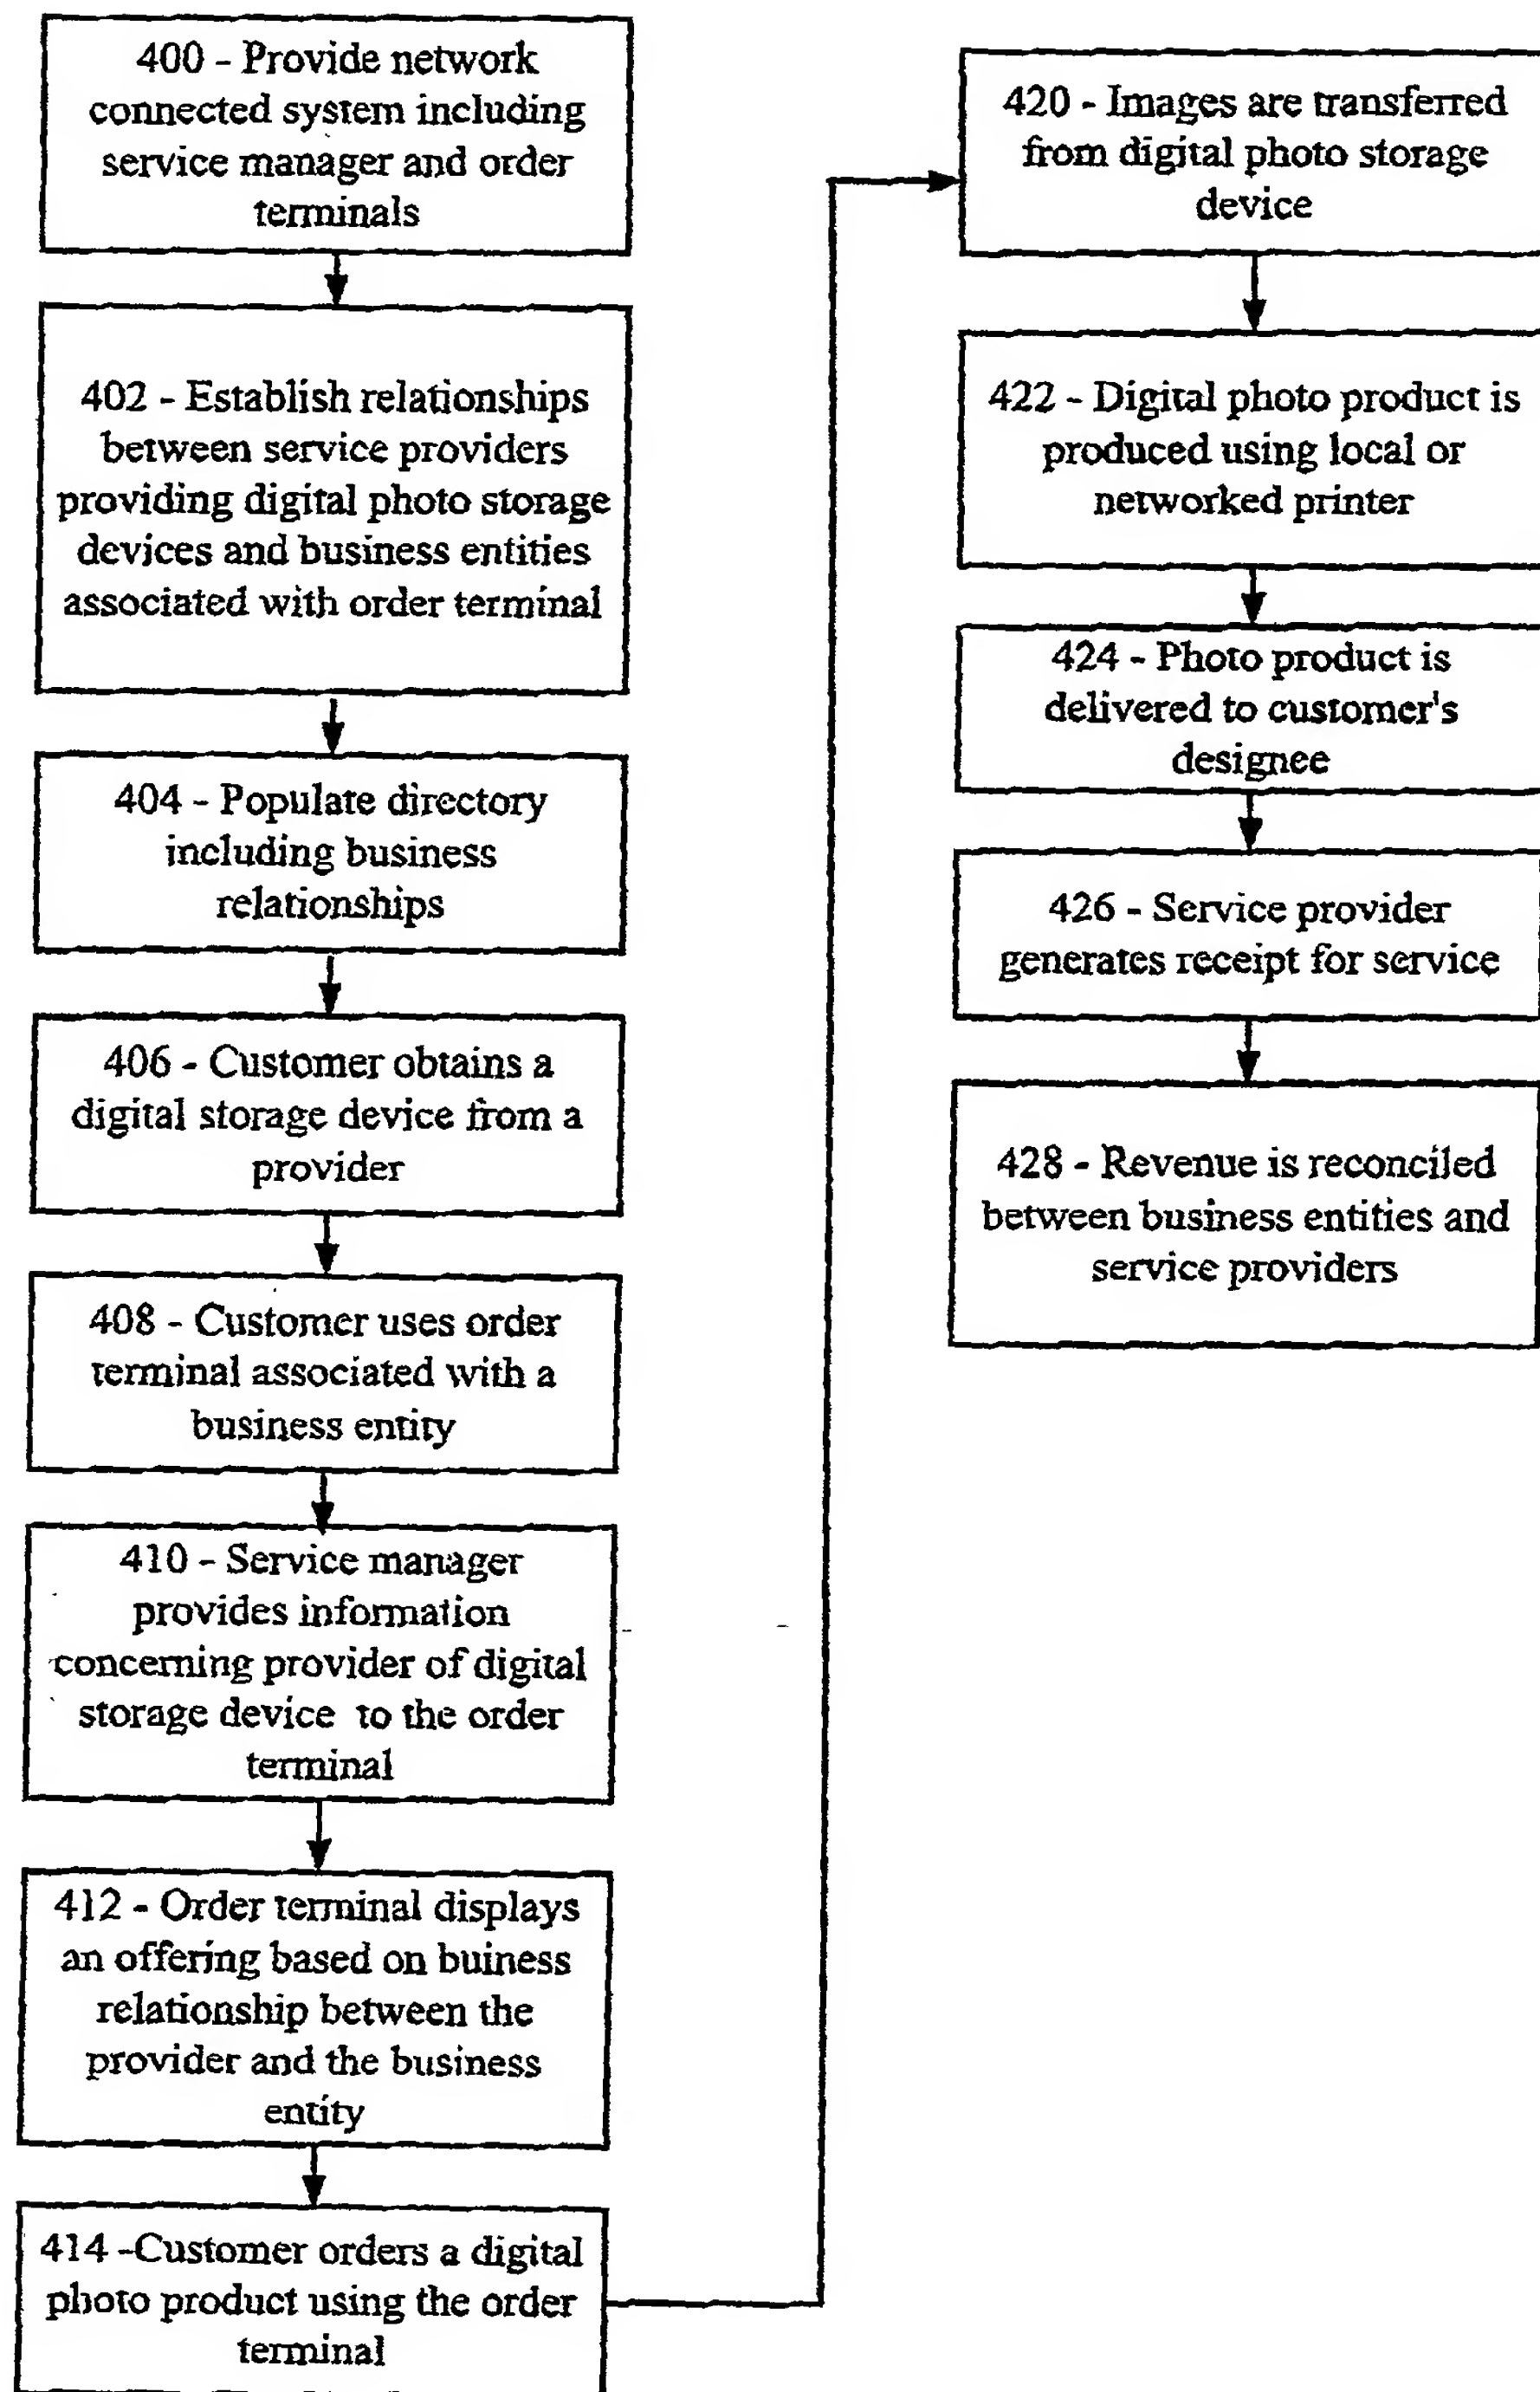 400 - Provide network
connected system including
service manager and order
terminals
402 - Establish relationships
between service providers
providing digital photo storage
devices and business entities
associated with order terminal
404 - Populate directory
including business
relationships
406 - Customer obtains a
digital storage device from a
provider
408 - Customer uses order
terminal associated with a
business entity
410 - Service manager
provides information
concerning provider of digital
storage device to the order
terminal
412 - Order terminal displays
an offering based on buiness
relationship between the
provider and the business
entity
414 -Customer orders a digital
photo product using the order
terminal
420 - Images are transferred
from digital photo storage
device
422 - Digital photo product is
produced using local or
networked printer
424 - Photo product is
delivered to customer's
designee
426 - Service provider
generates receipt for service
428 - Revenue is reconciled
between business entities and
service providers